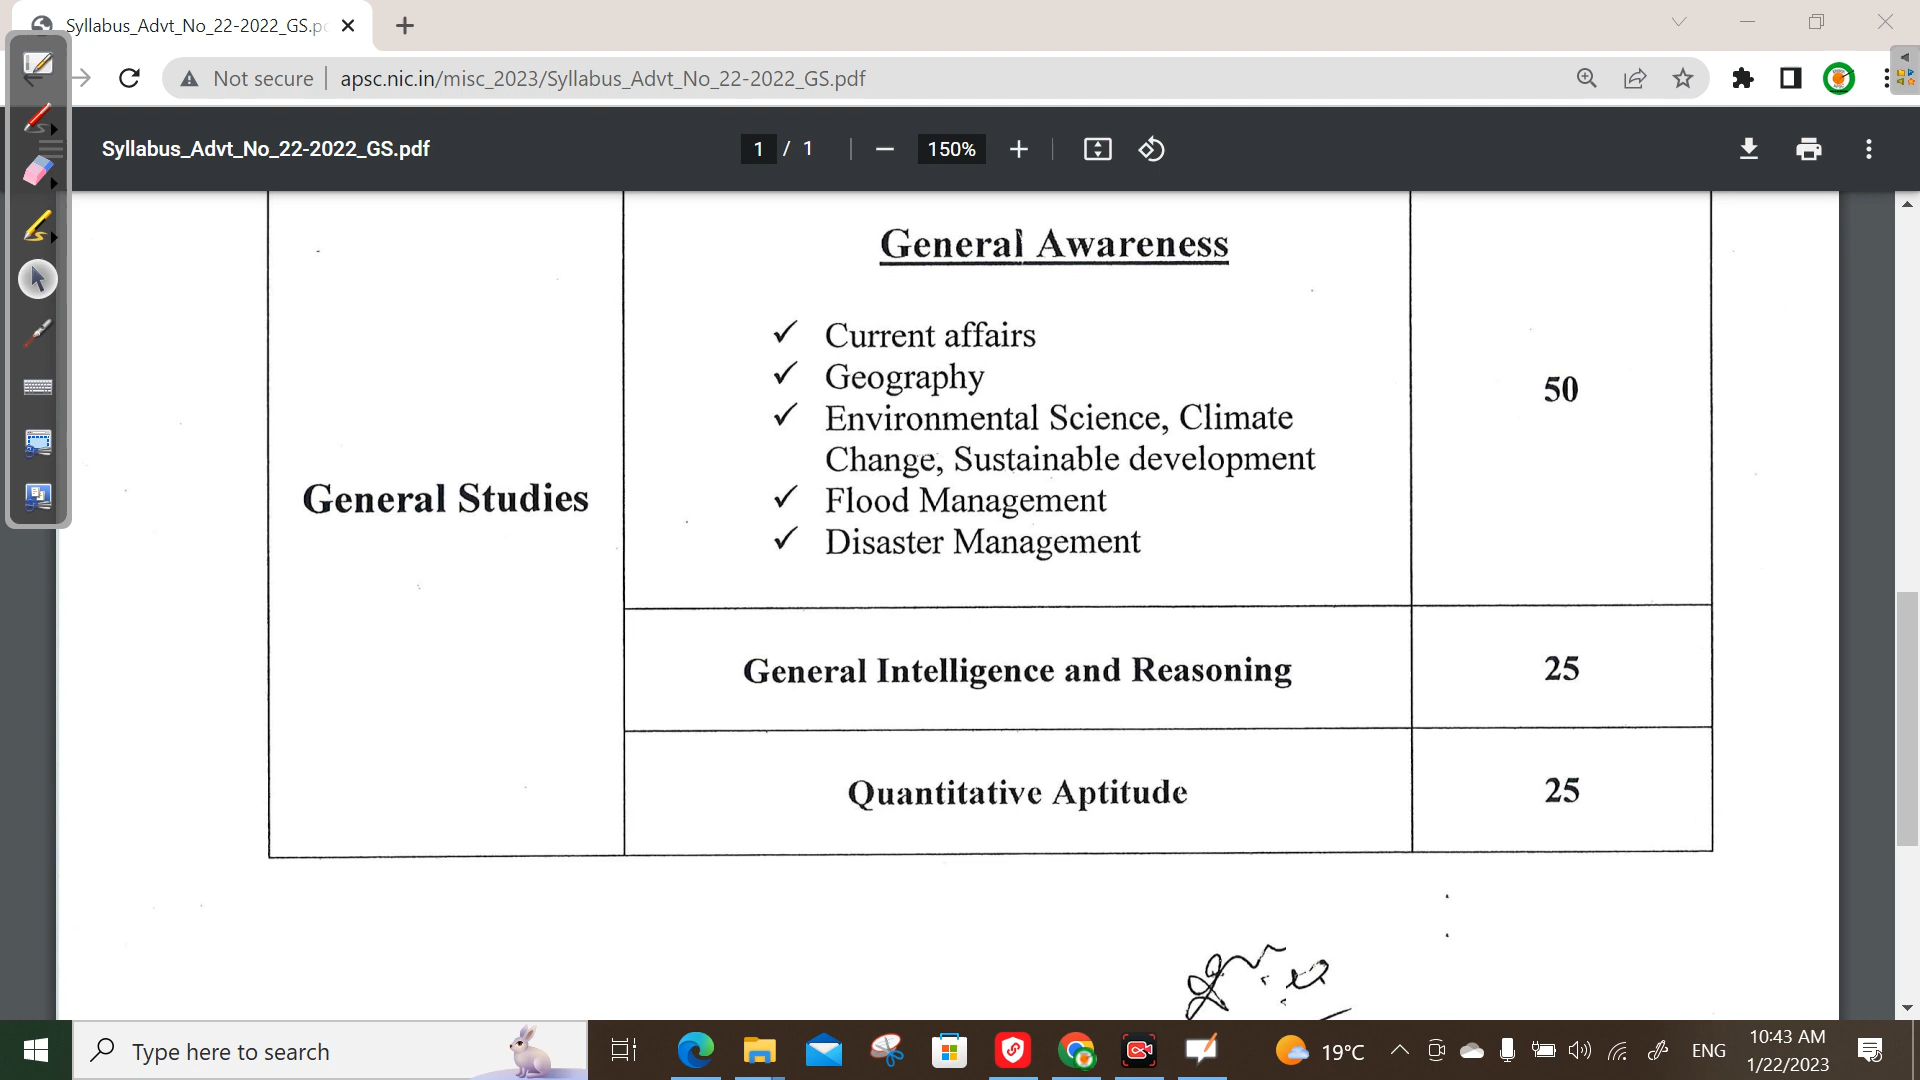 Syllabus_Advt_No_22-2022_GS.p
Not secure
apsc.nic.in/misc_2023/Syllabus_Advt_No_22-2022_GS.pdf
Syllabus_Advt_No_22-2022_GS.pdf
1 / 1
150%
General Awareness
✓ Current affairs
✓ Geography
✓ Environmental Science, Climate
Change, Sustainable development
✓ Flood Management
✓ Disaster Management
50
General Studies
General Intelligence and Reasoning
25
Quantitative Aptitude
25
Type here to search
19°C
ENG
10:43 AM
1/22/2023